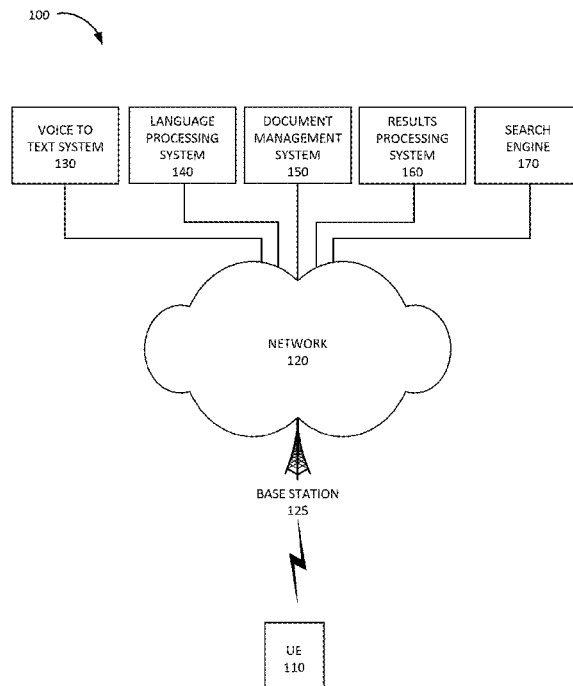 100
VOICE TO
TEXT SYSTEM
130
LANGUAGE
PROCESSING
SYSTEM
140
DOCUMENT
MANAGEMENT
SYSTEM
150
RESULTS
PROCESSING
SYSTEM
160
SEARCH
ENGINE
170
NETWORK
120
BASE STATION
125
UE
110